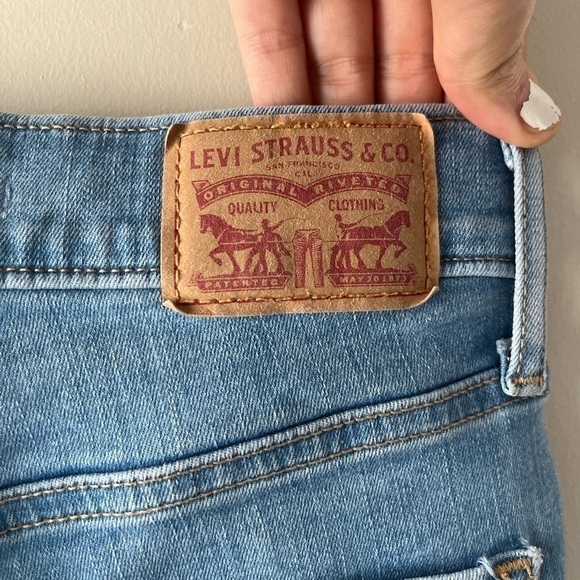 LEVI STRAUSS & CO.
SAN FRANCISCO
CAL.
ORIGINAL RIVETED
QUALITY CLOTHING
PATENTED MAY 20 1873